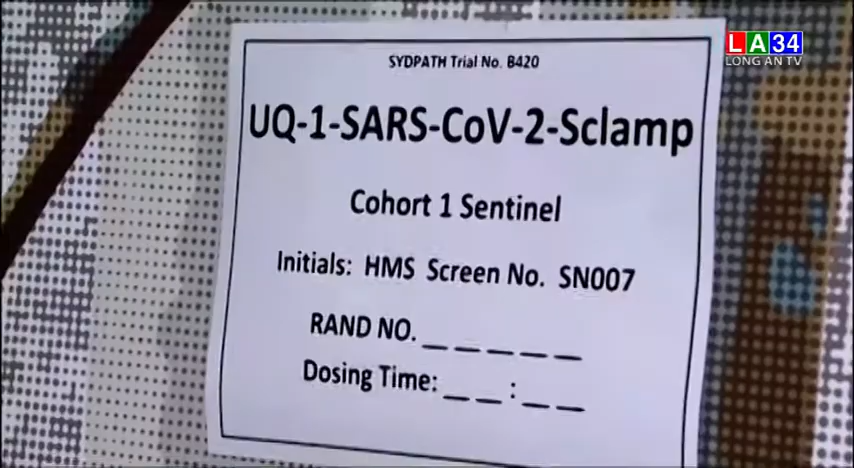 LA34
LONG AN TV
SYDPATH Trial No. B420
UQ-1-SARS-CoV-2-Sclamp
Cohort 1 Sentinel
Initials: HMS Screen No. SN007
RAND NO. _ _ _ _ _
Dosing Time: _ _ : _ _